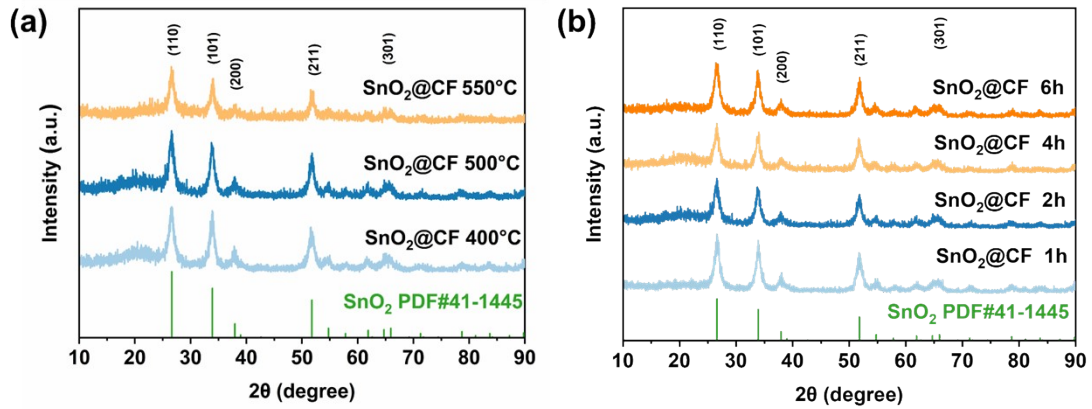 (a)
(110)
(101)
(200)
(211)
(301)
SnO₂@CF 550°C
SnO₂@CF 500°C
SnO₂@CF 400°C
SnO₂ PDF#41-1445
Intensity (a.u.)
10 20 30 40 50 60 70 80 90
2θ (degree)
(b)
(110)
(101)
(200)
(211)
(301)
SnO₂@CF 6h
SnO₂@CF 4h
SnO₂@CF 2h
SnO₂@CF 1h
SnO₂ PDF#41-1445
Intensity (a.u.)
10 20 30 40 50 60 70 80 90
2θ (degree)